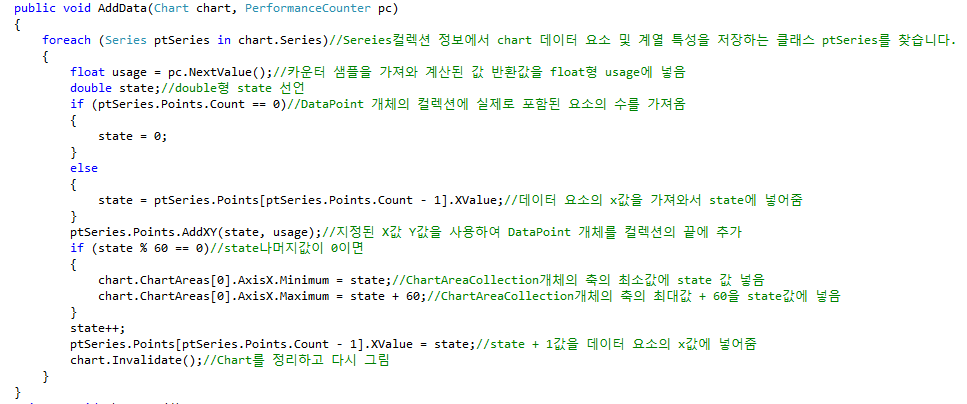 public void AddData(Chart chart, PerformanceCounter pc)
{
foreach (Series ptSeries in chart.Series)//Sereies컬렉션 정보에서 chart 데이터 요소 및 계열 특성을 저장하는 클래스 ptSeries를 찾습니다.
{
float usage = pc.NextValue();//카운터 샘플을 가져와 계산된 값 반환값을 float형 usage에 넣음
double state;//double형 state 선언
if (ptSeries.Points.Count == 0)//DataPoint 개체의 컬렉션에 실제로 포함된 요소의 수를 가져옴
{
state = 0;
}
else
{
state = ptSeries.Points[ptSeries.Points.Count - 1].XValue;//데이터 요소의 x값을 가져와서 state에 넣어줌
}
ptSeries.Points.AddXY(state, usage);//지정된 X값 Y값을 사용하여 DataPoint 개체를 컬렉션의 끝에 추가
if (state % 60 == 0)//state나머지값이 0이면
{
chart.ChartAreas[0].AxisX.Minimum = state;//ChartAreaCollection개체의 축의 최소값에 state 값 넣음
chart.ChartAreas[0].AxisX.Maximum = state + 60;//ChartAreaCollection개체의 축의 최대값 + 60을 state값에 넣음
}
state++;
ptSeries.Points[ptSeries.Points.Count - 1].XValue = state;//state + 1값을 데이터 요소의 x값에 넣어줌
chart.Invalidate();//Chart를 정리하고 다시 그림
}
}